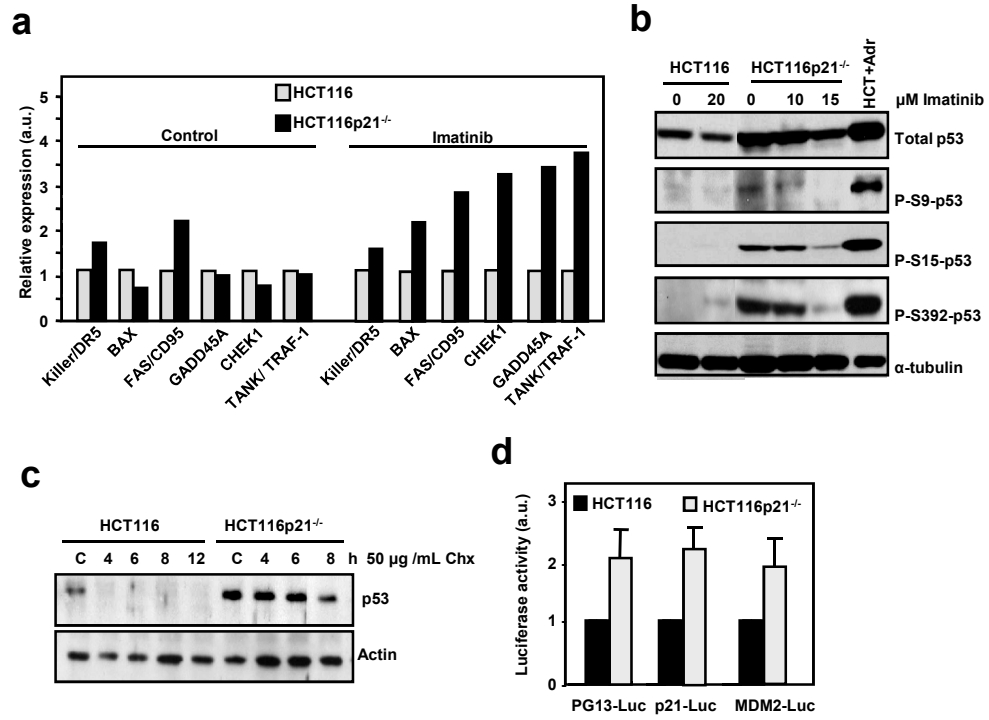 a
HCT116
HCT116p21-/-
Control
Imatinib
Relative expression (a.u.)
5
4
3
2
1
0
Killer/DR5
BAX
FAS/CD95
GADD45A
CHEK1
TANK/ TRAF-1
Killer/DR5
BAX
FAS/CD95
CHEK1
GADD45A
TANK/TRAF-1
b
HCT116
HCT116p21-/-
HCT+Adr
0 20 0 10 15 µM Imatinib
Total p53
P-S9-p53
P-S15-p53
P-S392-p53
α-tubulin
c
HCT116
HCT116p21-/-
C 4 6 8 12 C 4 6 8 h 50 µg /mL Chx
p53
Actin
d
HCT116
HCT116p21-/-
Luciferase activity (a.u.)
3
2
1
0
PG13-Luc p21-Luc MDM2-Luc